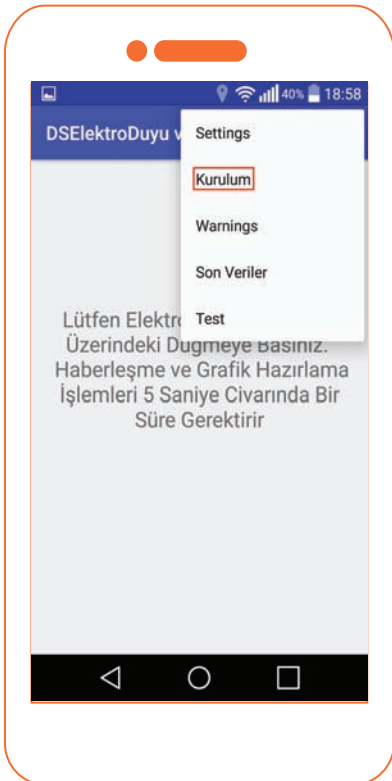 40% 18:58
DSElektroDuyu v
Settings
Kurulum
Warnings
Son Veriler
Test
Lütfen Elektro
Üzerindeki Düğmeye Basınız.
Haberleşme ve Grafik Hazırlama
İşlemleri 5 Saniye Civarında Bir
Süre Gerektirir